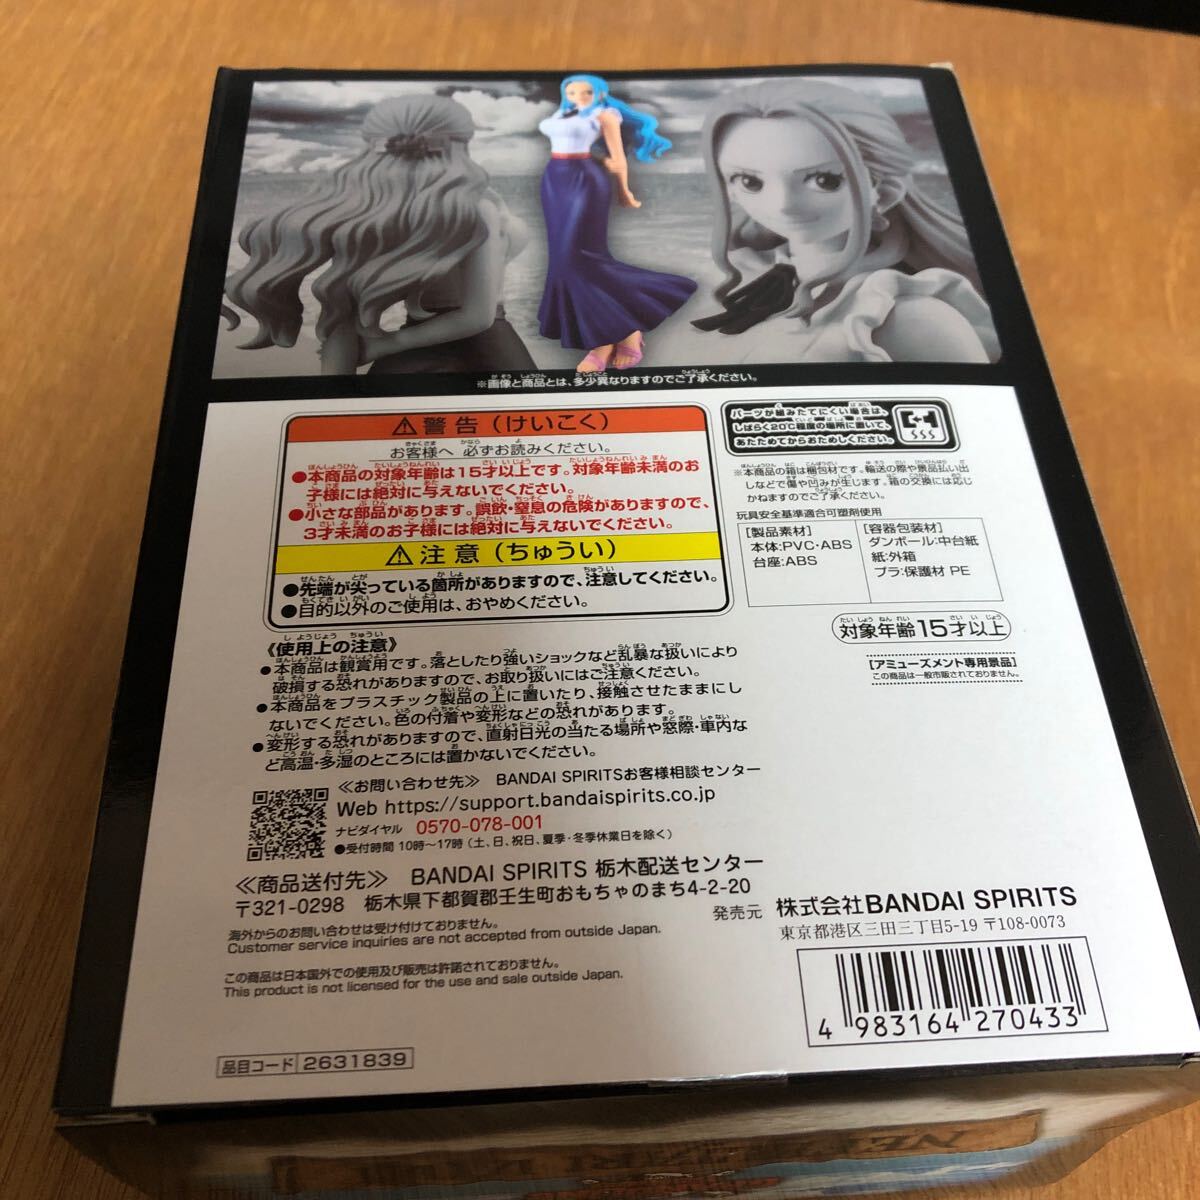 ※画像と商品とは、多少異なりますのでご了承ください。
⚠警告(けいこく)
お客様へ 必ずお読みください。
●本商品の対象年齢は15才以上です。対象年齢未満のお
子様には絶対に与えないでください。
●小さな部品があります。誤飲・窒息の危険がありますので、
3才未満のお子様には絶対に与えないでください。
⚠注意(ちゅうい)
●先端が尖っている箇所がありますので、注意してください。
●目的以外のご使用は、おやめください。
パーツが組みたてにくい場合は、
しばらく20℃程度の場所に置いて、
あたためてからおためしください。
※本商品の箱は梱包材です。輸送の際や景品払い出
しなどで傷や凹みが生じます。箱の交換には応じ
かねますのでご了承ください。
玩具安全基準適合可塑剤使用
[製品素材]
本体:PVC・ABS
台座:ABS
[容器包装材]
ダンボール:中台紙
紙:外箱
プラ:保護材 PE
対象年齢15才以上
[アミューズメント専用景品]
この商品は一般市販されておりません。
《使用上の注意》
●本商品は観賞用です。落としたり強いショックなど乱暴な扱いにより
破損する恐れがありますので、お取り扱いにはご注意ください。
●本商品をプラスチック製品の上に置いたり、接触させたままにし
ないでください。色の付着や変形などの恐れがあります。
●変形する恐れがありますので、直射日光の当たる場所や窓際・車内な
ど高温・多湿のところには置かないでください。
≪お問い合わせ先≫ BANDAI SPIRITSお客様相談センター
Web https://support.bandaispirits.co.jp
ナビダイヤル 0570-078-001
●受付時間 10時〜17時(土、日、祝日、夏季・冬季休業日を除く)
≪商品送付先≫ BANDAI SPIRITS 栃木配送センター
〒321-0298 栃木県下都賀郡壬生町おもちゃのまち4-2-20
海外からのお問い合わせは受け付けておりません。
Customer service inquiries are not accepted from outside Japan.
この商品は日本国外での使用及び販売は許諾されておりません。
This product is not licensed for the use and sale outside Japan.
発売元 株式会社BANDAI SPIRITS
東京都港区三田三丁目5-19 〒108-0073
4 983164 270433
品目コード 2631839